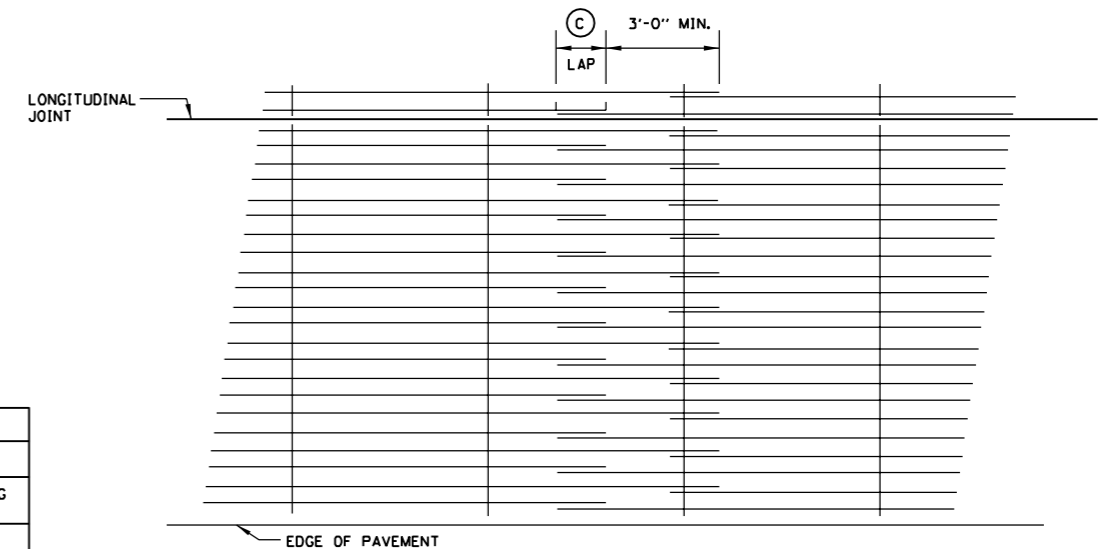 C 3'-0" MIN.
LAP
LONGITUDINAL
JOINT
G
EDGE OF PAVEMENT